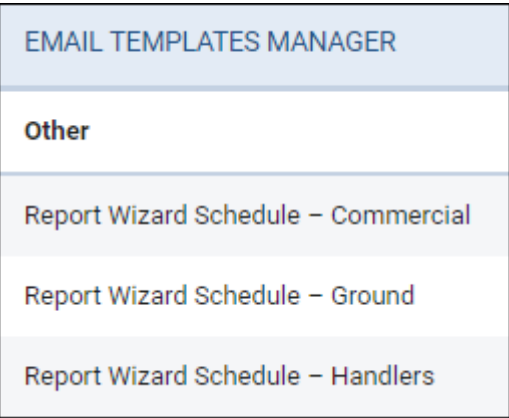 EMAIL TEMPLATES MANAGER
Other
Report Wizard Schedule – Commercial
Report Wizard Schedule – Ground
Report Wizard Schedule – Handlers